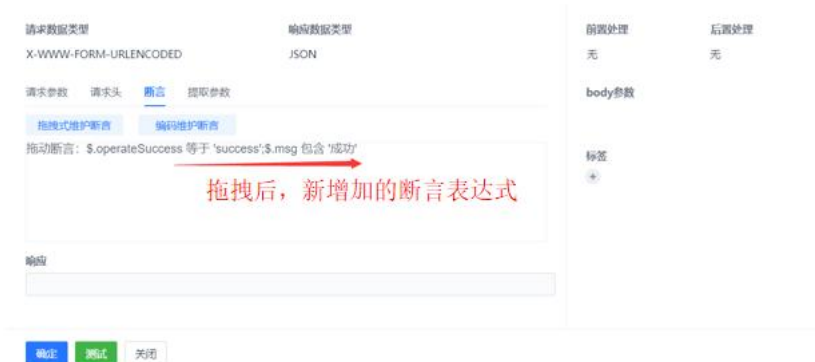 请求数据类型 响应数据类型 前置处理 后置处理
X-WWW-FORM-URLENCODED JSON 无 无
请求参数 请求头 断言 提取参数 body参数
拖拽式维护断言 编码维护断言
拖动断言：$.operateSuccess 等于 'success';$.msg 包含 '成功'
标签
+
拖拽后，新增加的断言表达式
响应
确定 测试 关闭